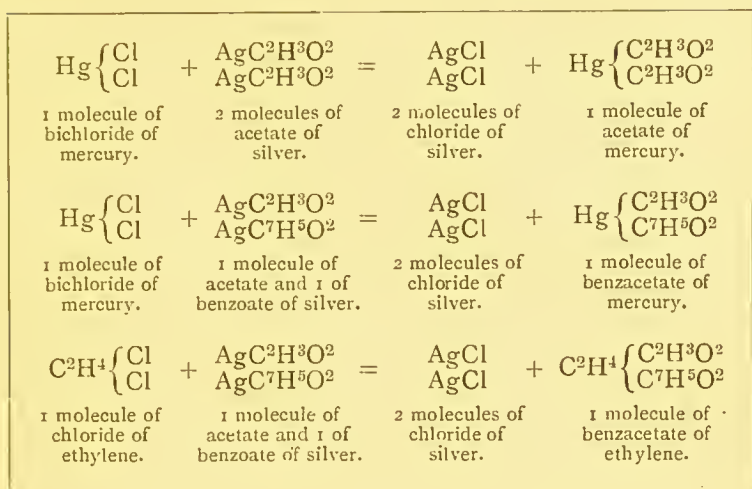 Hg{Cl + AgC²H³O² = AgCl + Hg{C²H³O²
Cl AgC²H³O² AgCl C²H³O²
1 molecule of 2 molecules of 2 molecules of 1 molecule of
bichloride of acetate of chloride of acetate of
mercury. silver. silver. mercury.
Hg{Cl + AgC²H³O² = AgCl + Hg{C²H³O²
Cl AgC⁷H⁵O² AgCl C⁷H⁵O²
1 molecule of 1 molecule of 2 molecules of 1 molecule of
bichloride of acetate and 1 of chloride of benzacetate of
mercury. benzoate of silver. silver. mercury.
C²H⁴{Cl + AgC²H³O² = AgCl + C²H⁴{C²H³O²
Cl AgC⁷H⁵O² AgCl C⁷H⁵O²
1 molecule of 1 molecule of 2 molecules of 1 molecule of
chloride of acetate and 1 of chloride of benzacetate of
ethylene. benzoate of silver. silver. ethylene.